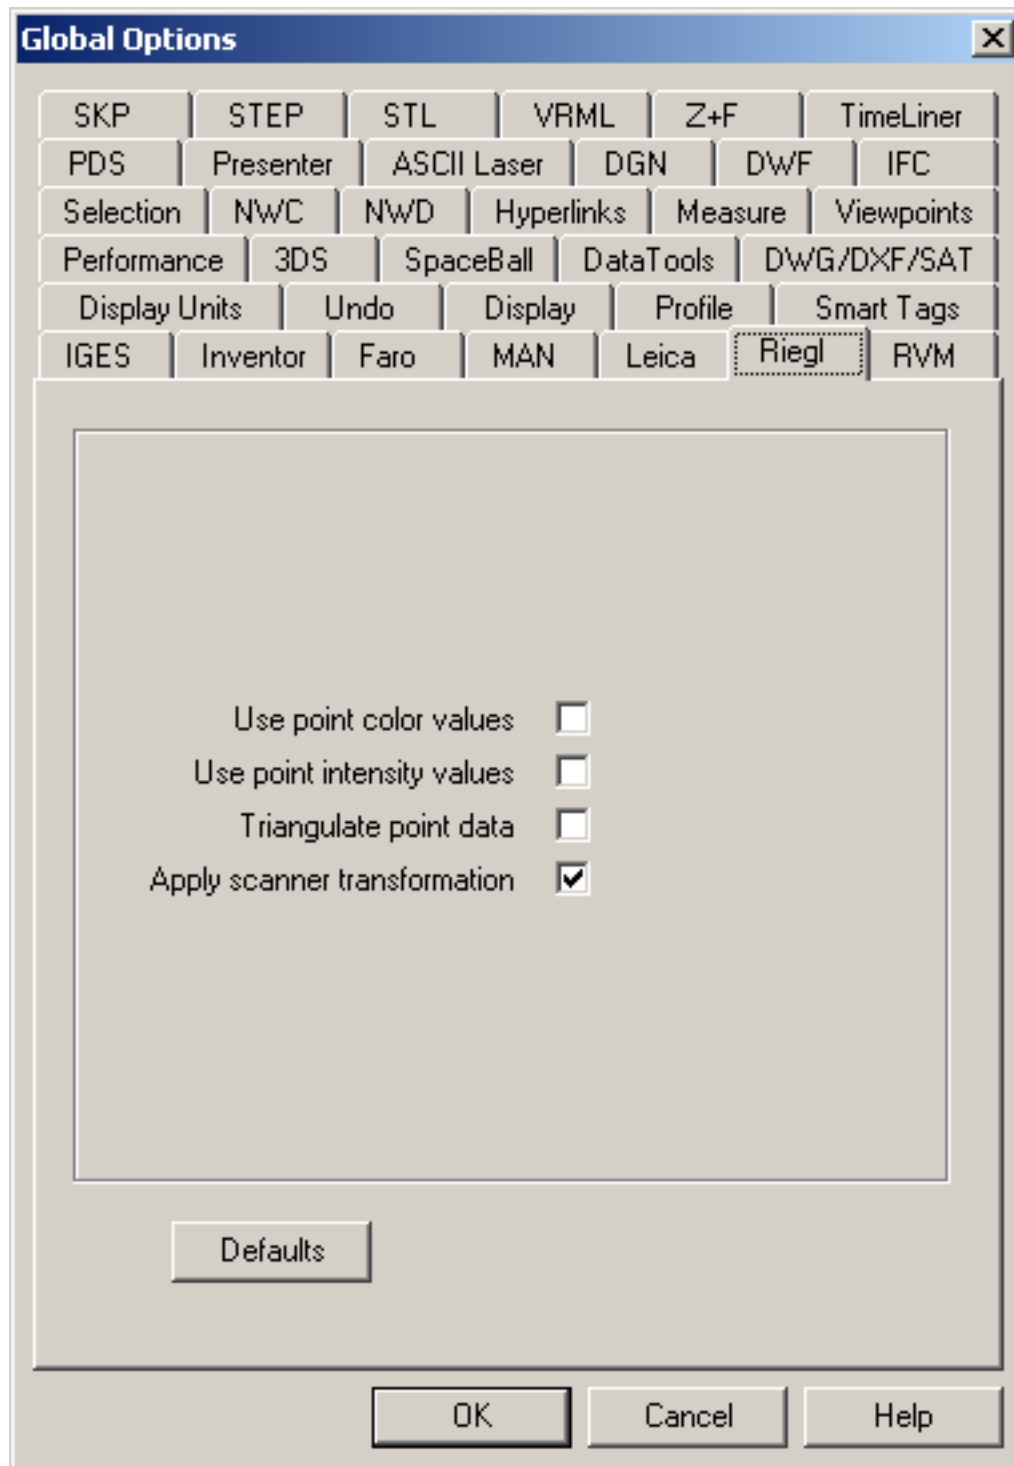 Global Options
SKP STEP STL VRML Z+F TimeLiner
PDS Presenter ASCII Laser DGN DWF IFC
Selection NWC NWD Hyperlinks Measure Viewpoints
Performance 3DS SpaceBall DataTools DWG/DXF/SAT
Display Units Undo Display Profile Smart Tags
IGES Inventor Faro MAN Leica Riegl RVM
Use point color values
Use point intensity values
Triangulate point data
Apply scanner transformation
Defaults
OK Cancel Help